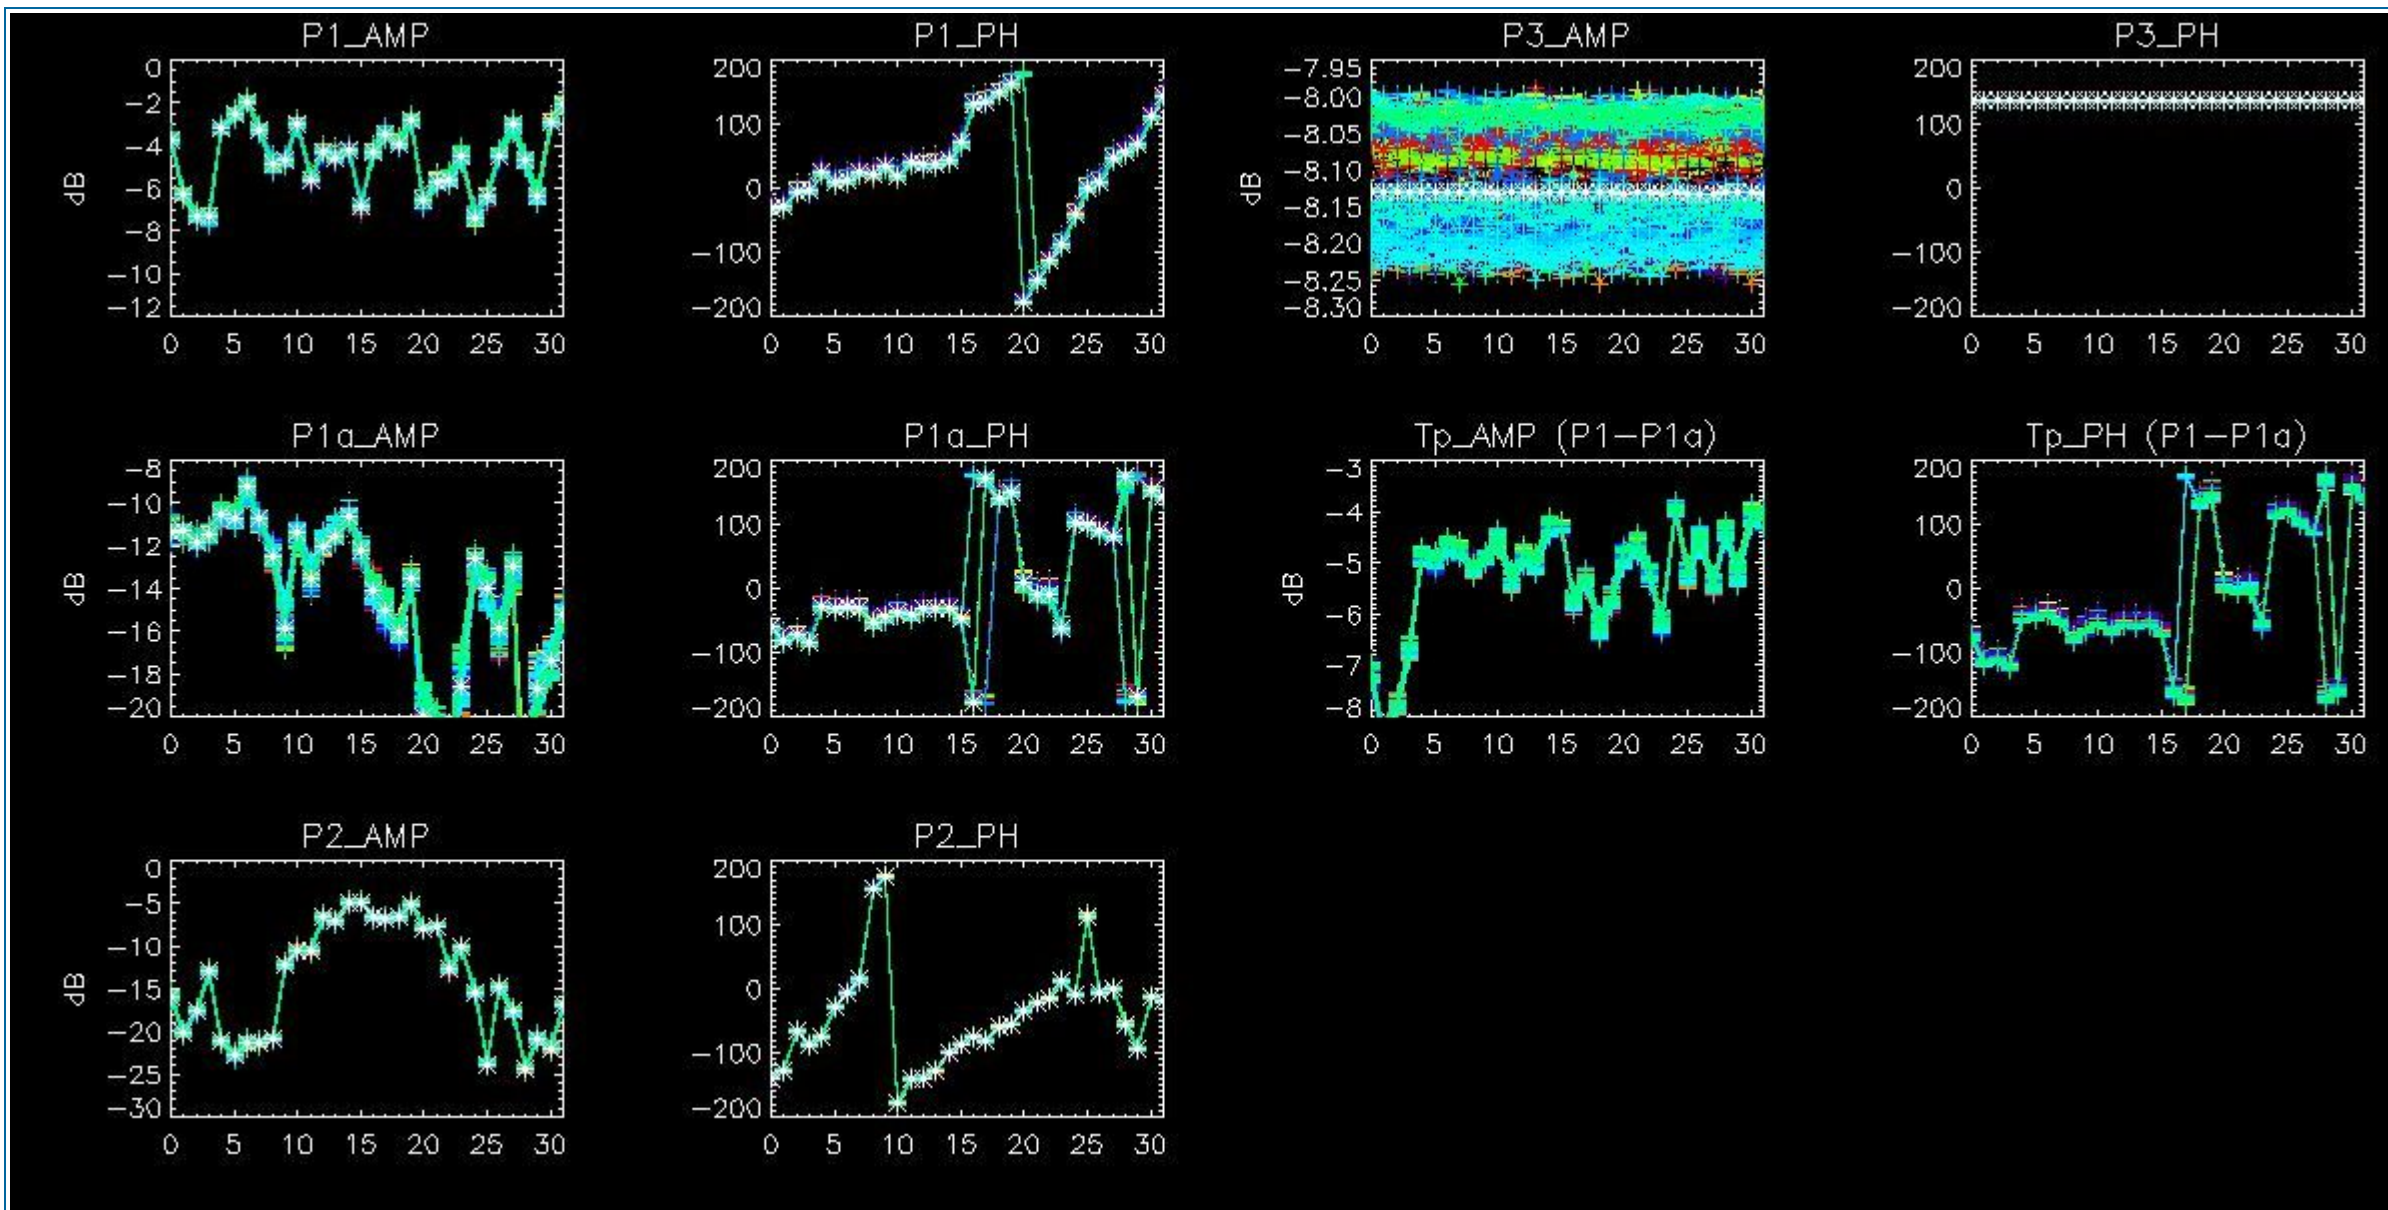 P1_AMP P1_PH P3_AMP P3_PH
0 200 −7.95 200
−2 100 −8.00 100
−4 0 −8.05 0
−6 −100 −8.10 −100
−8 −200 −8.15 −200
−10 −8.20
−12 −8.25
−8.30
dB dB
0 5 10 15 20 25 30 0 5 10 15 20 25 30 0 5 10 15 20 25 30 0 5 10 15 20 25 30
P1a_AMP P1a_PH Tp_AMP (P1−P1a) Tp_PH (P1−P1a)
−8 200 −3 200
−10 100 −4 100
−12 0 −5 0
−14 −100 −6 −100
−16 −200 −7 −200
−18 −8
−20
dB dB
0 5 10 15 20 25 30 0 5 10 15 20 25 30 0 5 10 15 20 25 30 0 5 10 15 20 25 30
P2_AMP P2_PH
0 200
−5 100
−10 0
−15 −100
−20 −200
−25
−30
dB
0 5 10 15 20 25 30 0 5 10 15 20 25 30